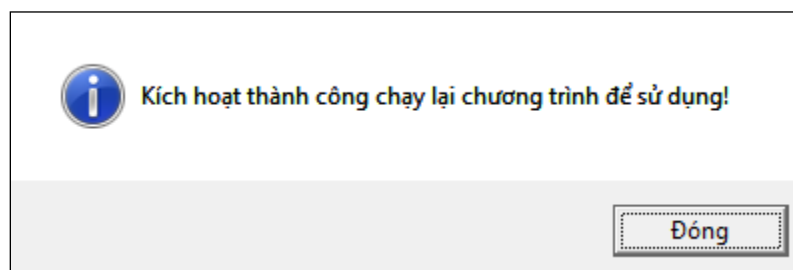 Kích hoạt thành công chạy lại chương trình để sử dụng!
Đóng